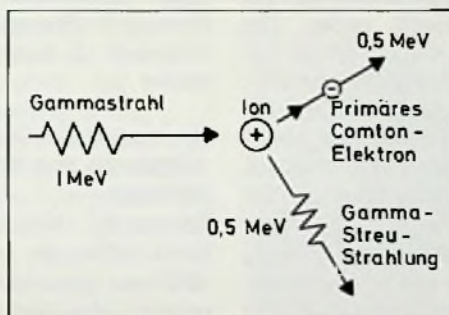 0,5 MeV
Gammastrahl
Ion
Primäres
Comton-
Elektron
+
-
1 MeV
0,5 MeV
Gamma-
Streu-
Strahlung